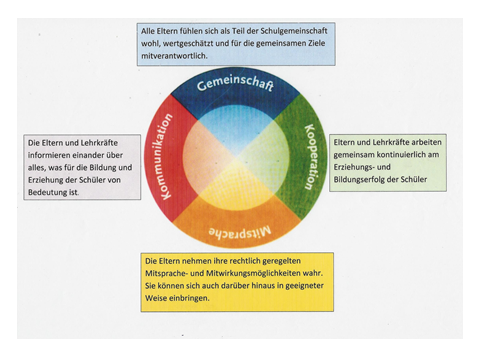 Alle Eltern fühlen sich als Teil der Schulgemeinschaft
wohl, wertgeschätzt und für die gemeinsamen Ziele
mitverantwortlich.
Gemeinschaft
Kommunikation
Kooperation
Mitsprache
Die Eltern und Lehrkräfte
informieren einander über
alles, was für die Bildung und
Erziehung der Schüler von
Bedeutung ist.
Eltern und Lehrkräfte arbeiten
gemeinsam kontinuierlich am
Erziehungs- und
Bildungserfolg der Schüler
Die Eltern nehmen ihre rechtlich geregelten
Mitsprache- und Mitwirkungsmöglichkeiten wahr.
Sie können sich auch darüber hinaus in geeigneter
Weise einbringen.